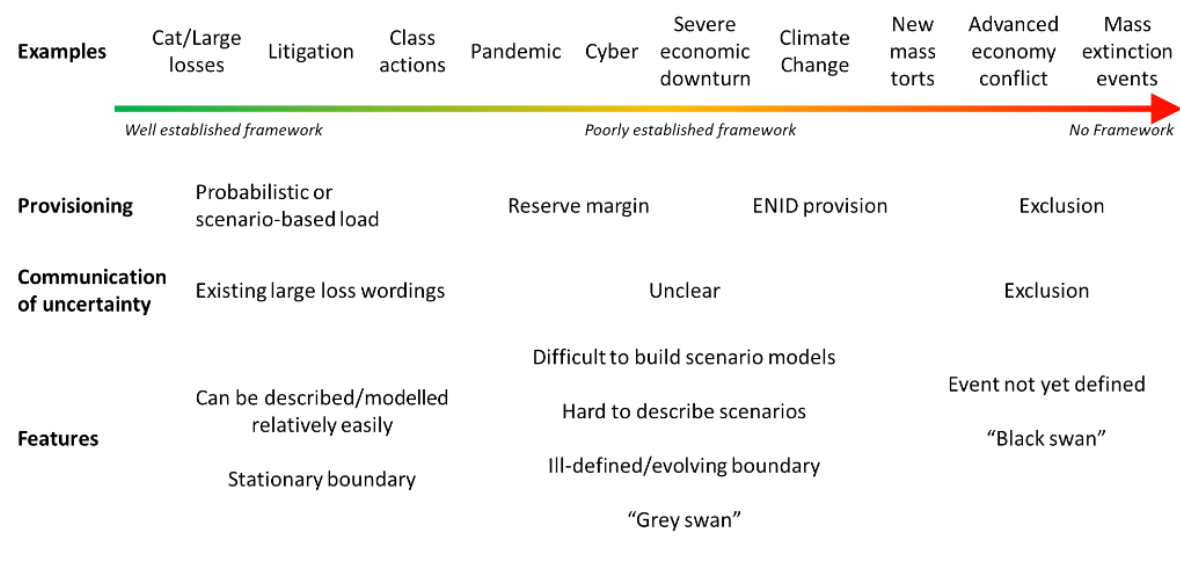 Examples
Cat/Large
losses
Litigation
Class
actions
Pandemic
Cyber
Severe
economic
downturn
Climate
Change
New
mass
torts
Advanced
economy
conflict
Mass
extinction
events
Well established framework
Poorly established framework
No Framework
Provisioning
Probabilistic or
scenario-based load
Reserve margin
ENID provision
Exclusion
Communication
of uncertainty
Existing large loss wordings
Unclear
Exclusion
Features
Can be described/modelled
relatively easily
Stationary boundary
Difficult to build scenario models
Hard to describe scenarios
Ill-defined/evolving boundary
“Grey swan”
Event not yet defined
“Black swan”